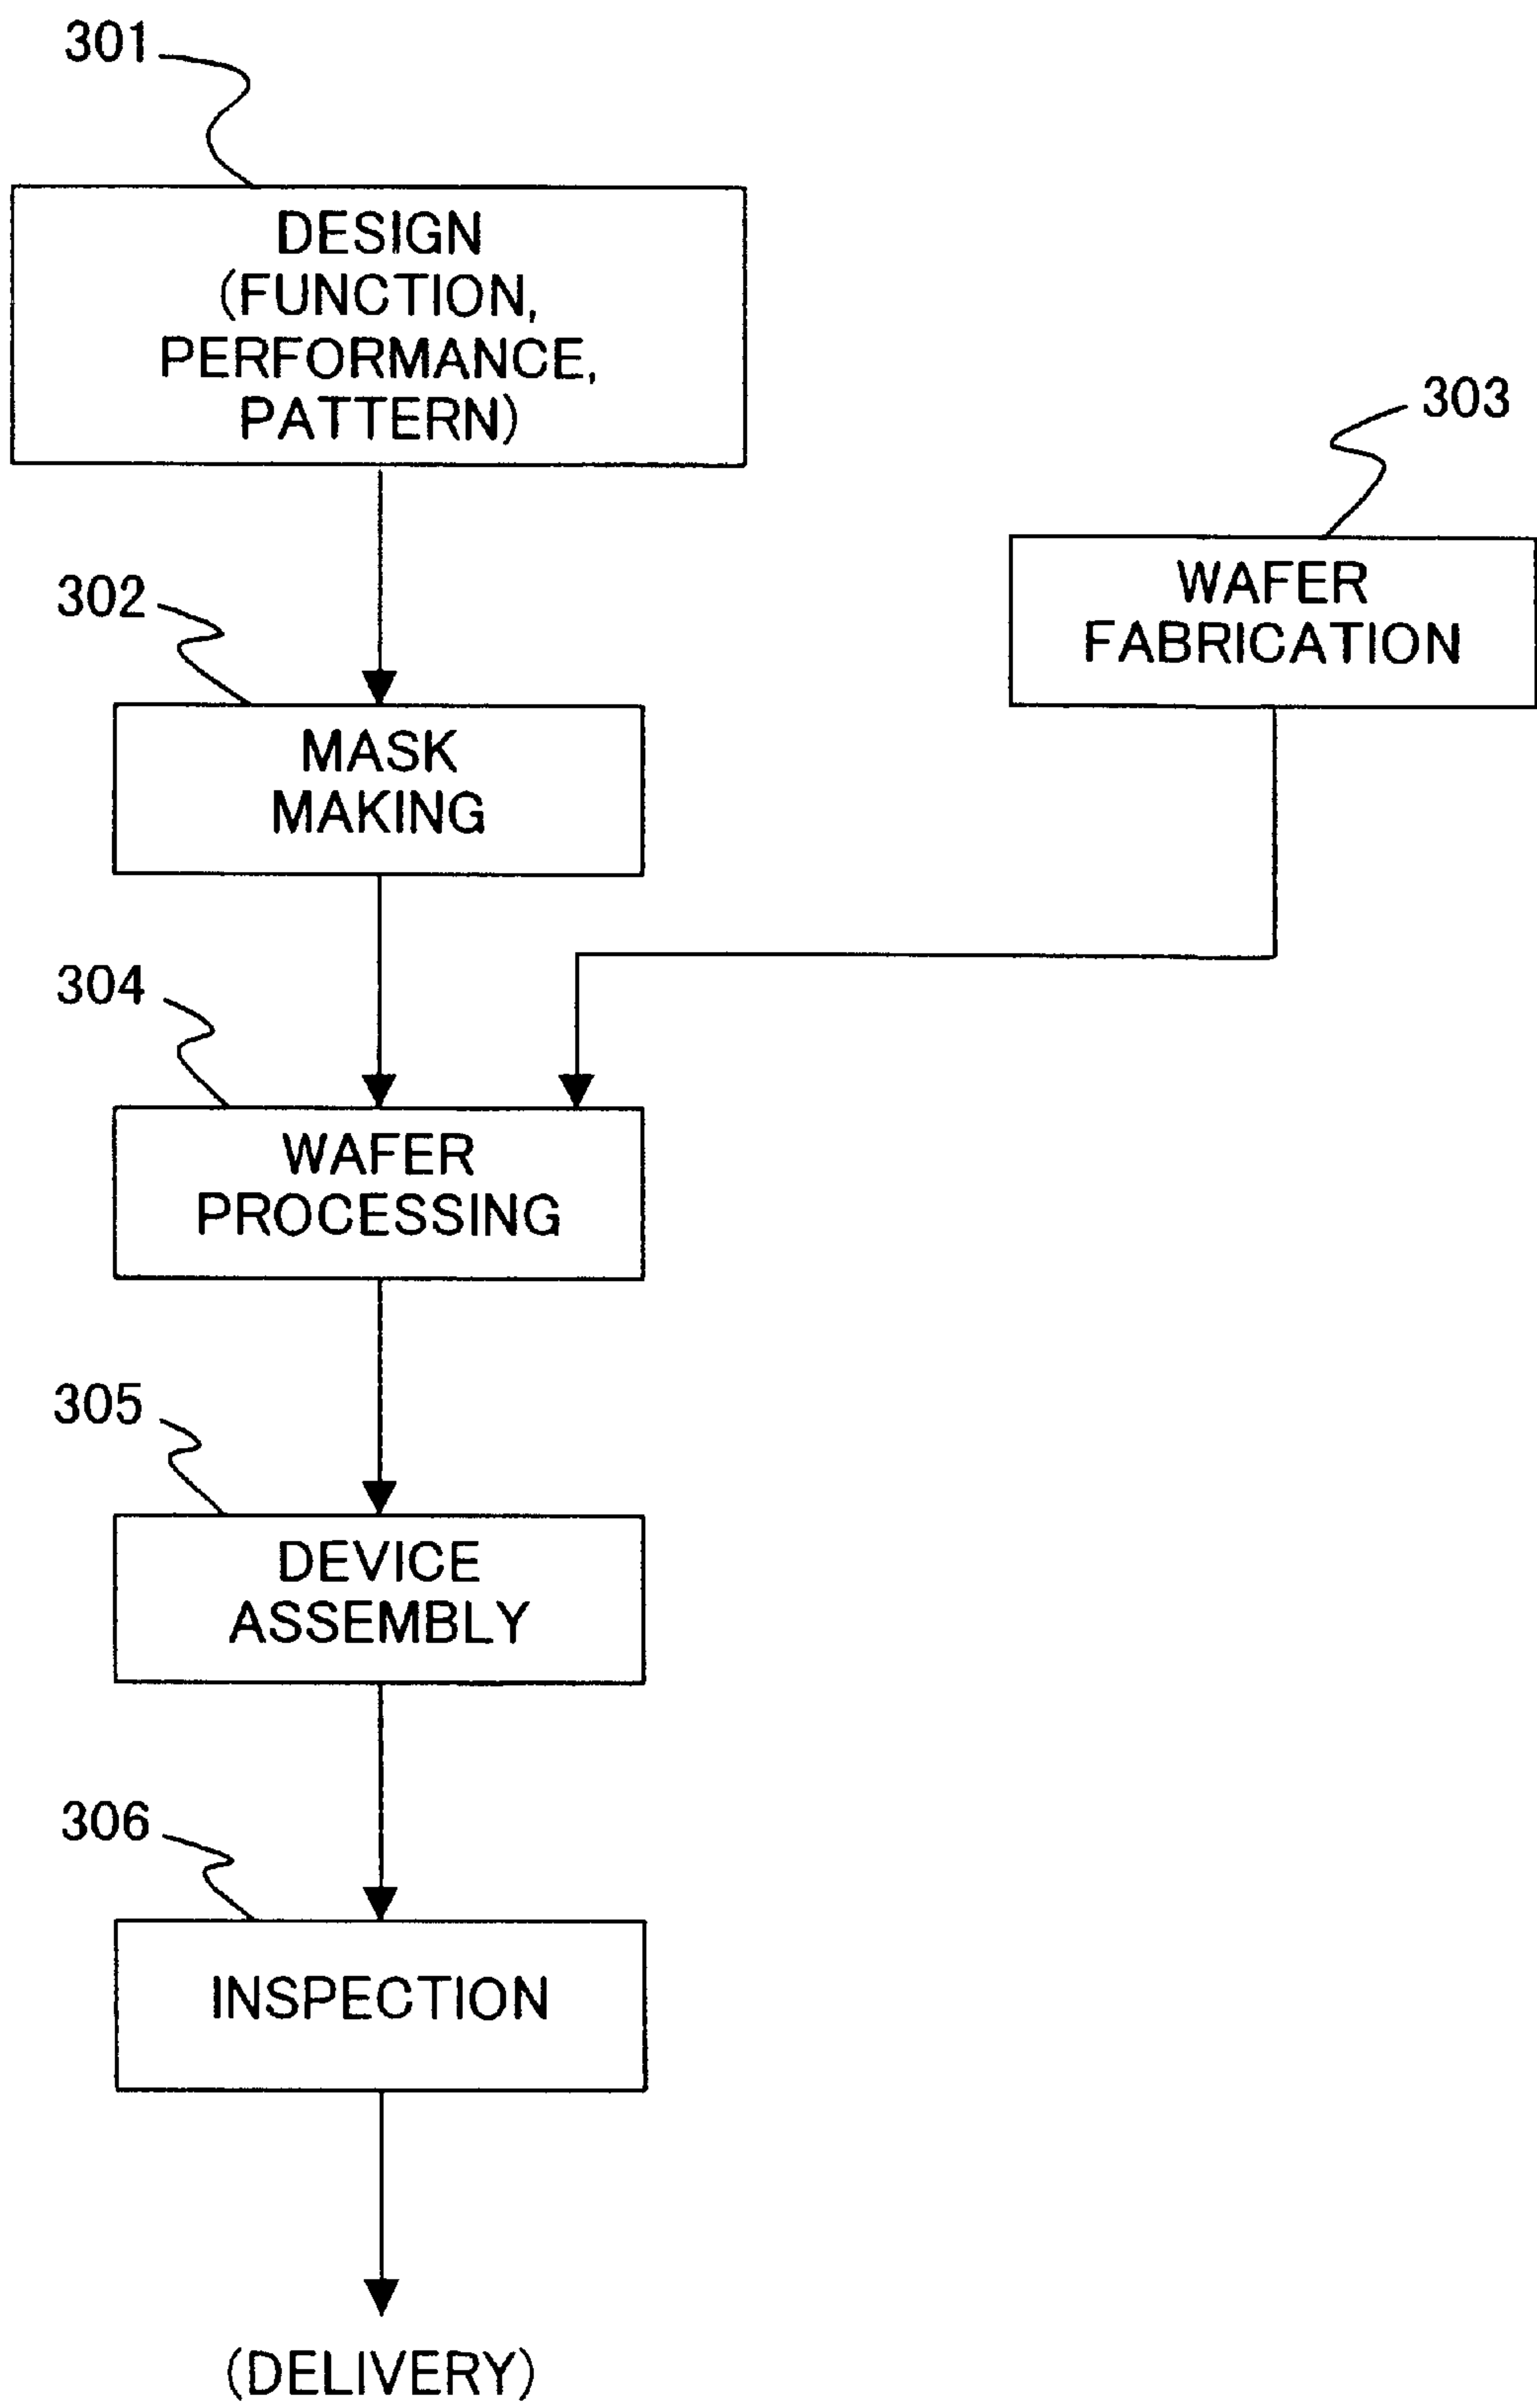 301
DESIGN
(FUNCTION,
PERFORMANCE,
PATTERN)
303
WAFER
FABRICATION
302
MASK
MAKING
304
WAFER
PROCESSING
305
DEVICE
ASSEMBLY
306
INSPECTION
(DELIVERY)